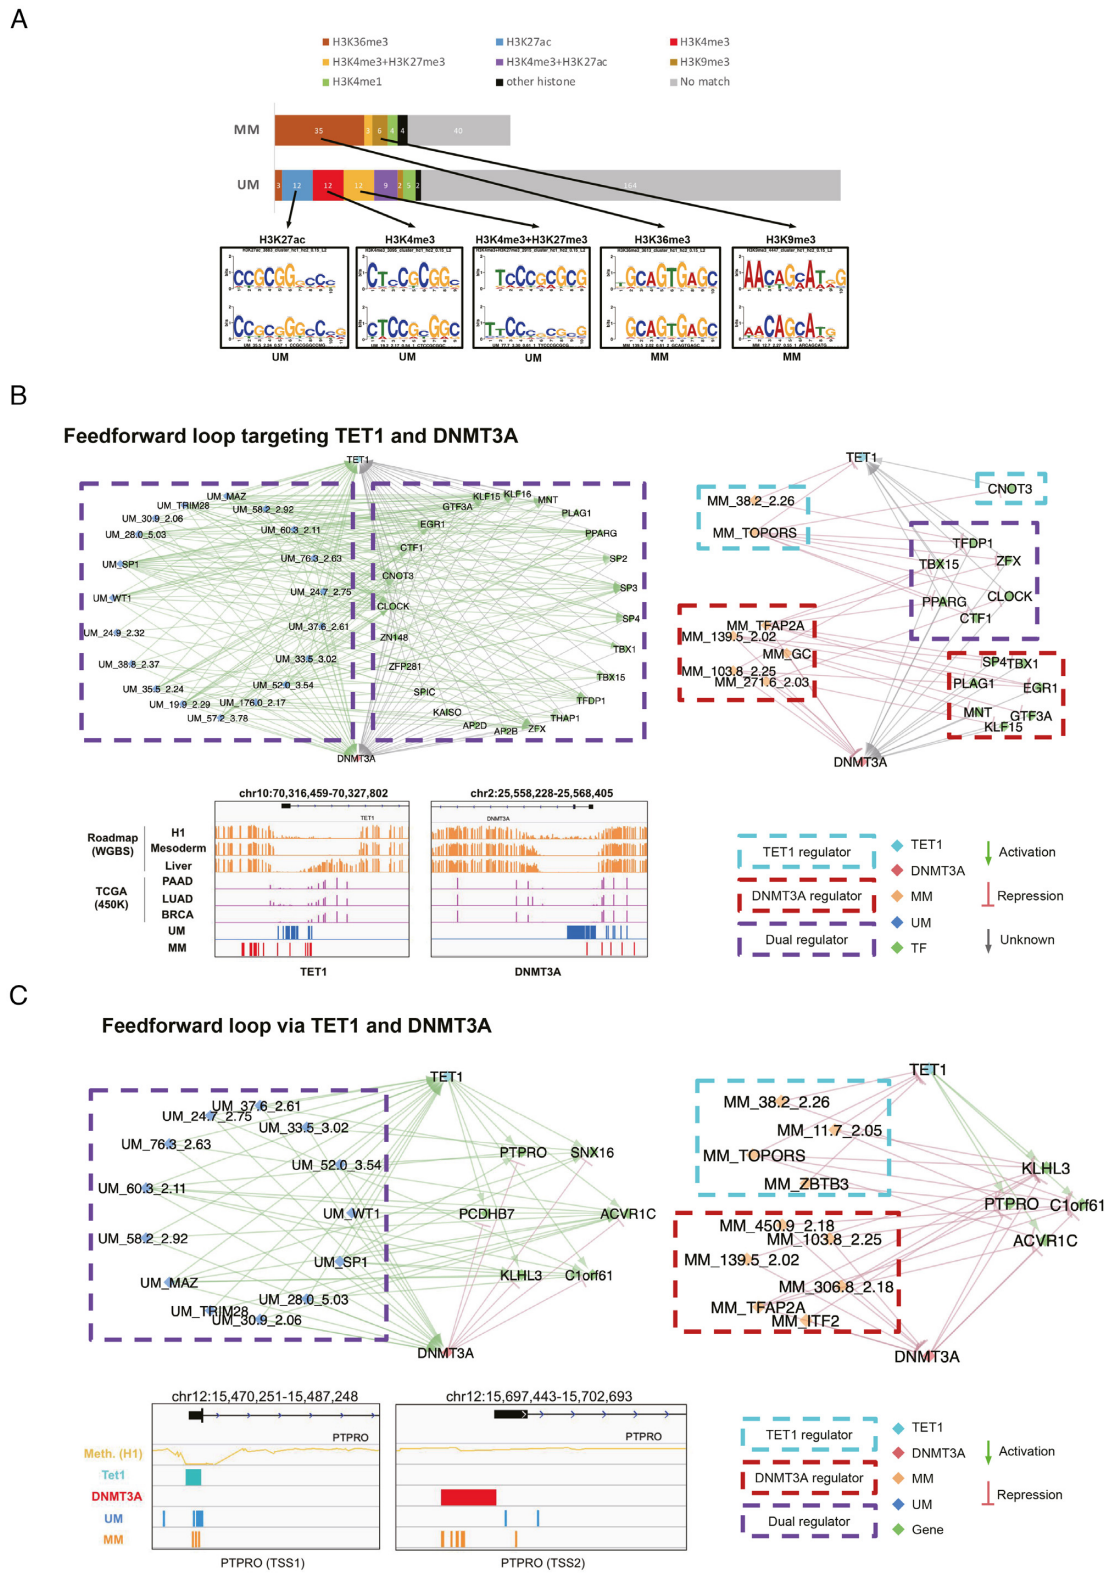 A
H3K36me3
H3K27ac
H3K4me3
H3K4me3+H3K27me3
H3K4me3+H3K27ac
H3K9me3
H3K4me1
other histone
No match
MM
35
3
6
4
4
40
UM
3
12
12
12
9
2
5
2
164
H3K27ac
H3K4me3
H3K4me3+H3K27me3
H3K36me3
H3K9me3
UM
UM
UM
MM
MM
B
Feedforward loop targeting TET1 and DNMT3A
TET1
UM_MAZ
UM_TRIM28
UM_58.2_2.92
UM_30.9_2.06
UM_28.0_5.03
UM_60.3_2.11
UM_SP1
UM_76.3_2.63
UM_WT1
UM_24.7_2.75
UM_24.9_2.32
UM_37.6_2.61
UM_38.8_2.37
UM_33.5_3.02
UM_35.5_2.24
UM_52.0_3.54
UM_19.9_2.29
UM_176.0_2.17
UM_57.2_3.78
KLF15
KLF16
MNT
GTF3A
PLAG1
EGR1
PPARG
CTF1
SP2
CNOT3
SP3
CLOCK
SP4
ZN148
TBX1
ZFP281
TBX15
SPIC
TFDP1
KAISO
THAP1
AP2D
AP2B
ZFX
DNMT3A
TET1
MM_38.2_2.26
MM_TOPORS
CNOT3
TFDP1
TBX15
ZFX
PPARG
CLOCK
CTF1
MM_TFAP2A
MM_139.5_2.02
MM_GC
MM_103.8_2.25
MM_271.6_2.03
SP4
TBX1
PLAG1
EGR1
MNT
GTF3A
KLF15
DNMT3A
chr10:70,316,459-70,327,802
chr2:25,558,228-25,568,405
TET1
DNMT3A
Roadmap
(WGBS)
H1
Mesoderm
Liver
TCGA
(450K)
PAAD
LUAD
BRCA
UM
MM
TET1
DNMT3A
TET1 regulator
DNMT3A regulator
Dual regulator
TET1
DNMT3A
MM
UM
TF
Activation
Repression
Unknown
C
Feedforward loop via TET1 and DNMT3A
TET1
UM_37.6_2.61
UM_24.7_2.75
UM_33.5_3.02
UM_76.3_2.63
UM_52.0_3.54
UM_60.3_2.11
UM_WT1
UM_58.2_2.92
UM_SP1
UM_MAZ
UM_28.0_5.03
UM_TRIM28
UM_30.9_2.06
PTPRO
SNX16
PCDHB7
ACVR1C
KLHL3
C1orf61
DNMT3A
TET1
MM_38.2_2.26
MM_11.7_2.05
MM_TOPORS
MM_ZBTB3
MM_450.9_2.18
MM_103.8_2.25
MM_139.5_2.02
MM_306.8_2.18
MM_TFAP2A
MM_ITF2
KLHL3
PTPRO
C1orf61
ACVR1C
DNMT3A
chr12:15,470,251-15,487,248
chr12:15,697,443-15,702,693
PTPRO
PTPRO
Meth. (H1)
Tet1
DNMT3A
UM
MM
PTPRO (TSS1)
PTPRO (TSS2)
TET1 regulator
DNMT3A regulator
Dual regulator
TET1
DNMT3A
MM
UM
Gene
Activation
Repression